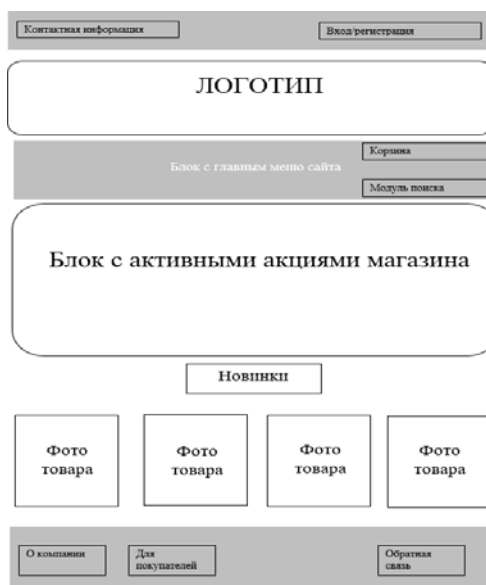 Контактная информация
Вход/регистрация
ЛОГОТИП
Корзина
Блок с главным меню сайта
Модуль поиска
Блок с активными акциями магазина
Новинки
Фото
товара
Фото
товара
Фото
товара
Фото
товара
О компании
Для
покупателей
Обратная
связь